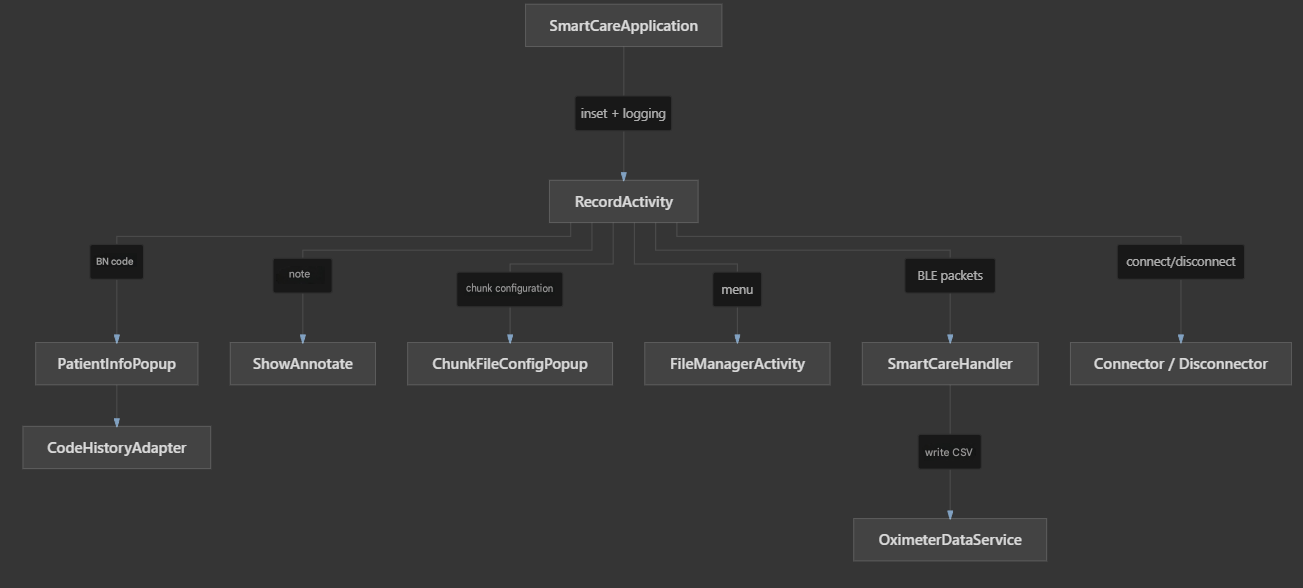 SmartCareApplication
inset + logging
RecordActivity
BN code
note
chunk configuration
menu
BLE packets
connect/disconnect
PatientInfoPopup
ShowAnnotate
ChunkFileConfigPopup
FileManagerActivity
SmartCareHandler
Connector / Disconnector
CodeHistoryAdapter
write CSV
OximeterDataService